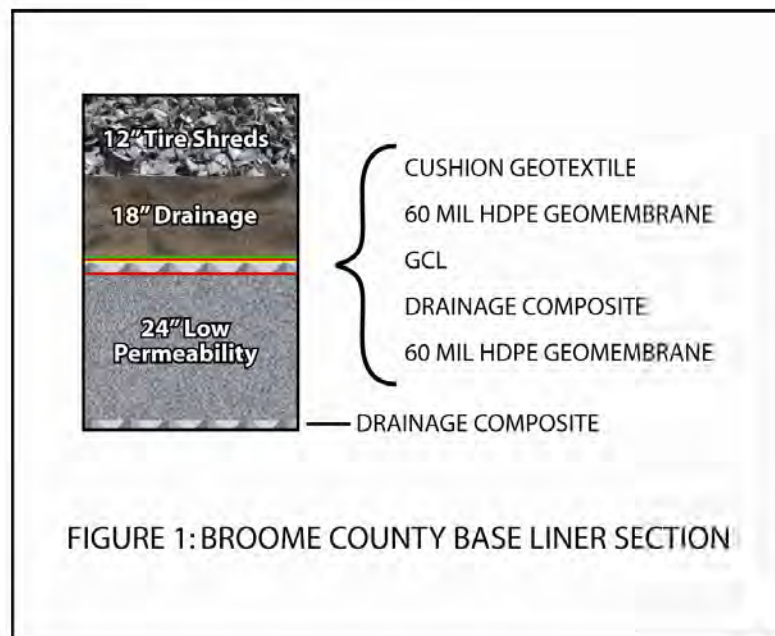 12” Tire Shreds
18” Drainage
24” Low
Permeability
CUSHION GEOTEXTILE
60 MIL HDPE GEOMEMBRANE
GCL
DRAINAGE COMPOSITE
60 MIL HDPE GEOMEMBRANE
DRAINAGE COMPOSITE
FIGURE 1: BROOME COUNTY BASE LINER SECTION